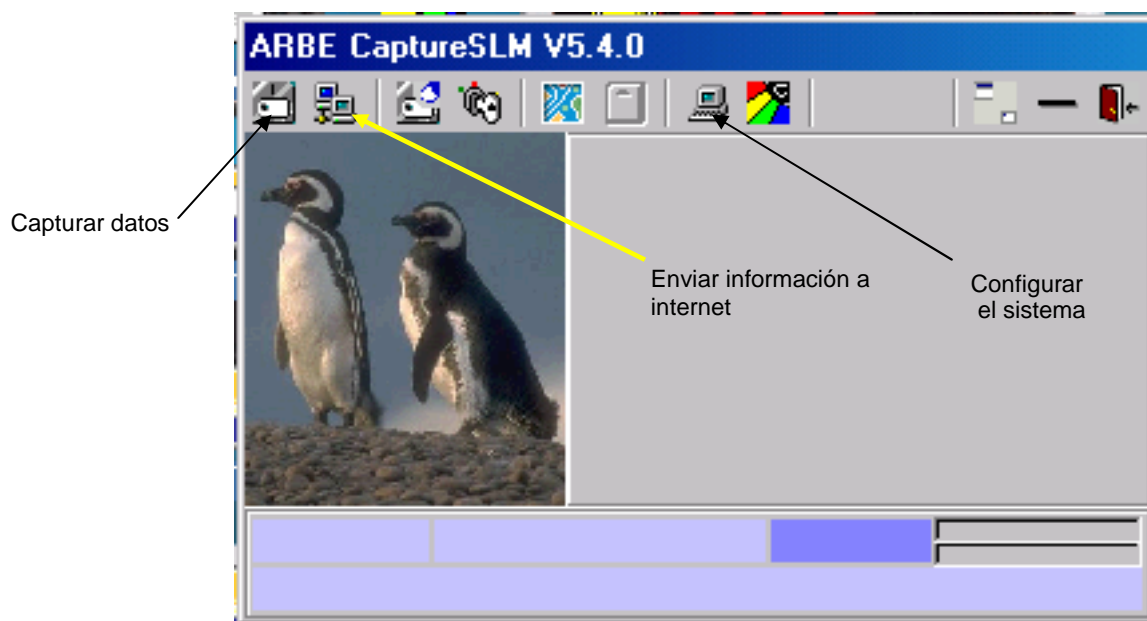 ARBE CaptureSLM V5.4.0
Capturar datos
Enviar información a
internet
Configurar
el sistema